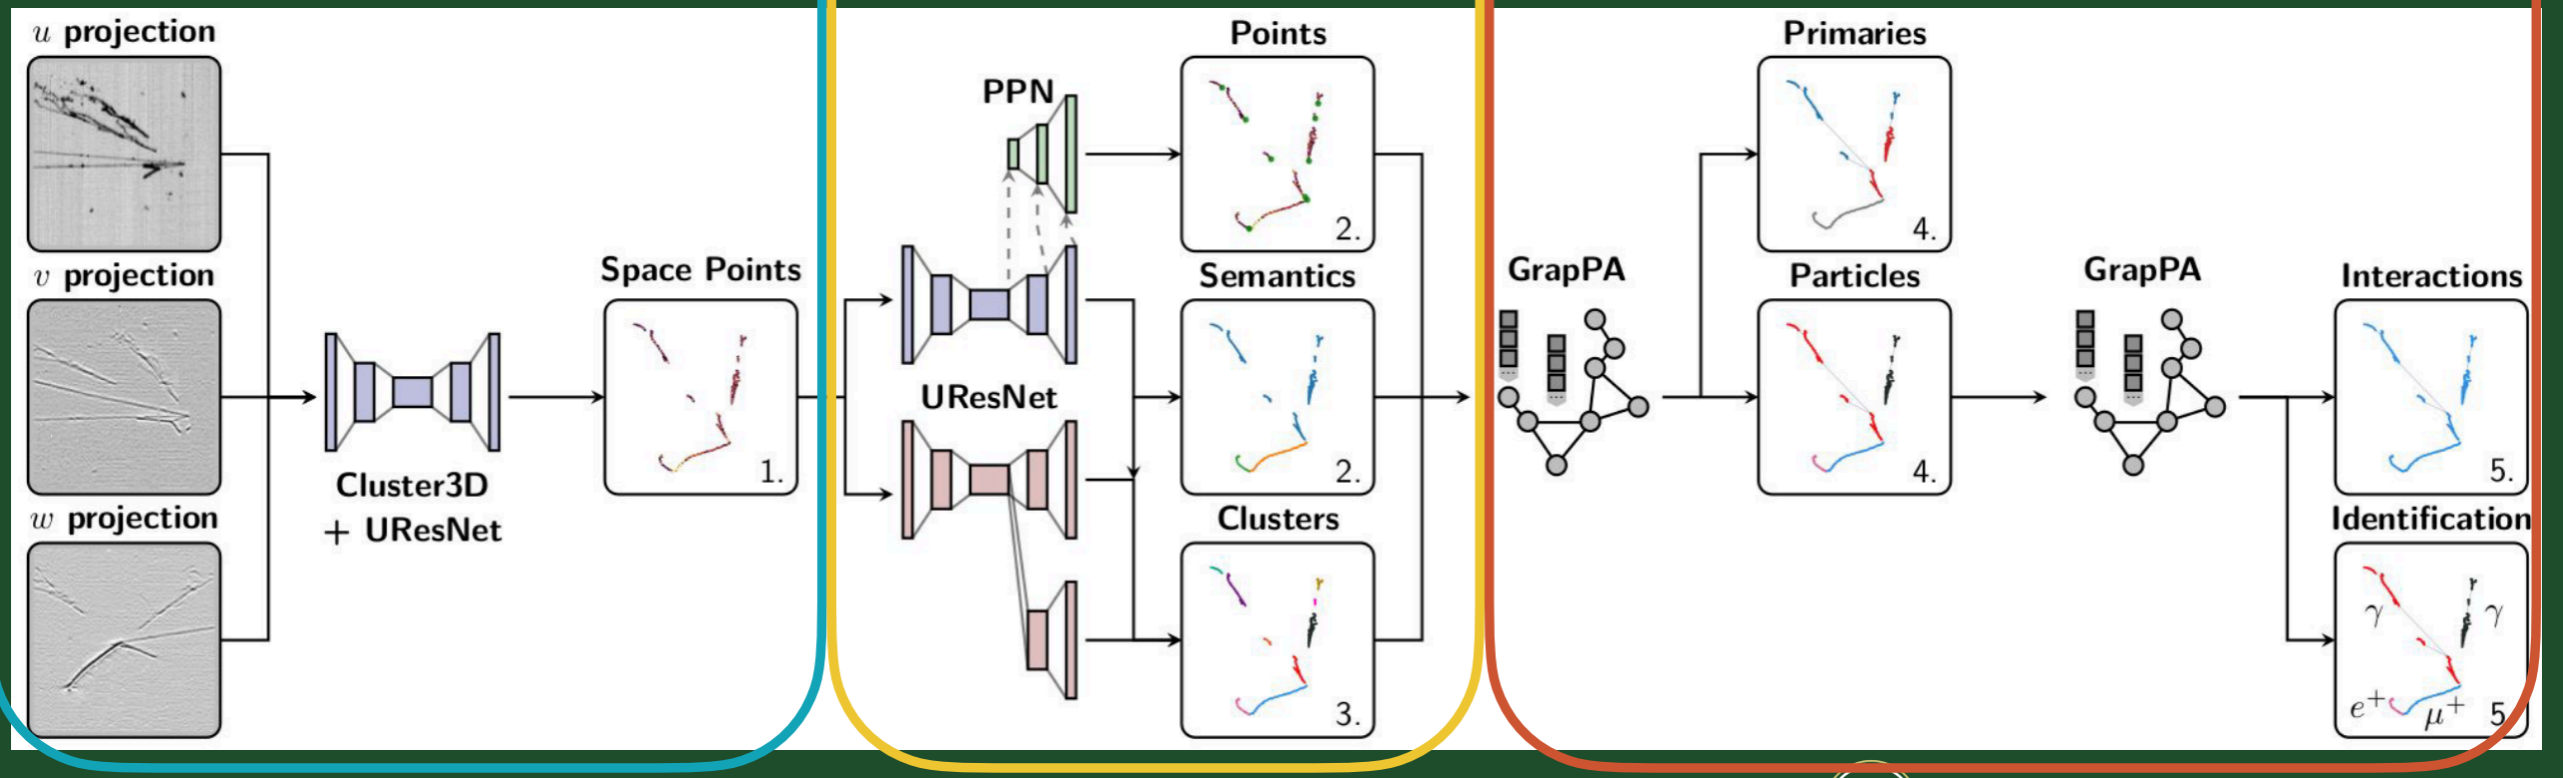 u projection
v projection
w projection
Cluster3D
+ UResNet
Space Points
1.
PPN
UResNet
Points
2.
Semantics
2.
Clusters
3.
GrapPA
Primaries
4.
Particles
4.
GrapPA
Interactions
5.
Identification
γ
γ
e+
μ+
5